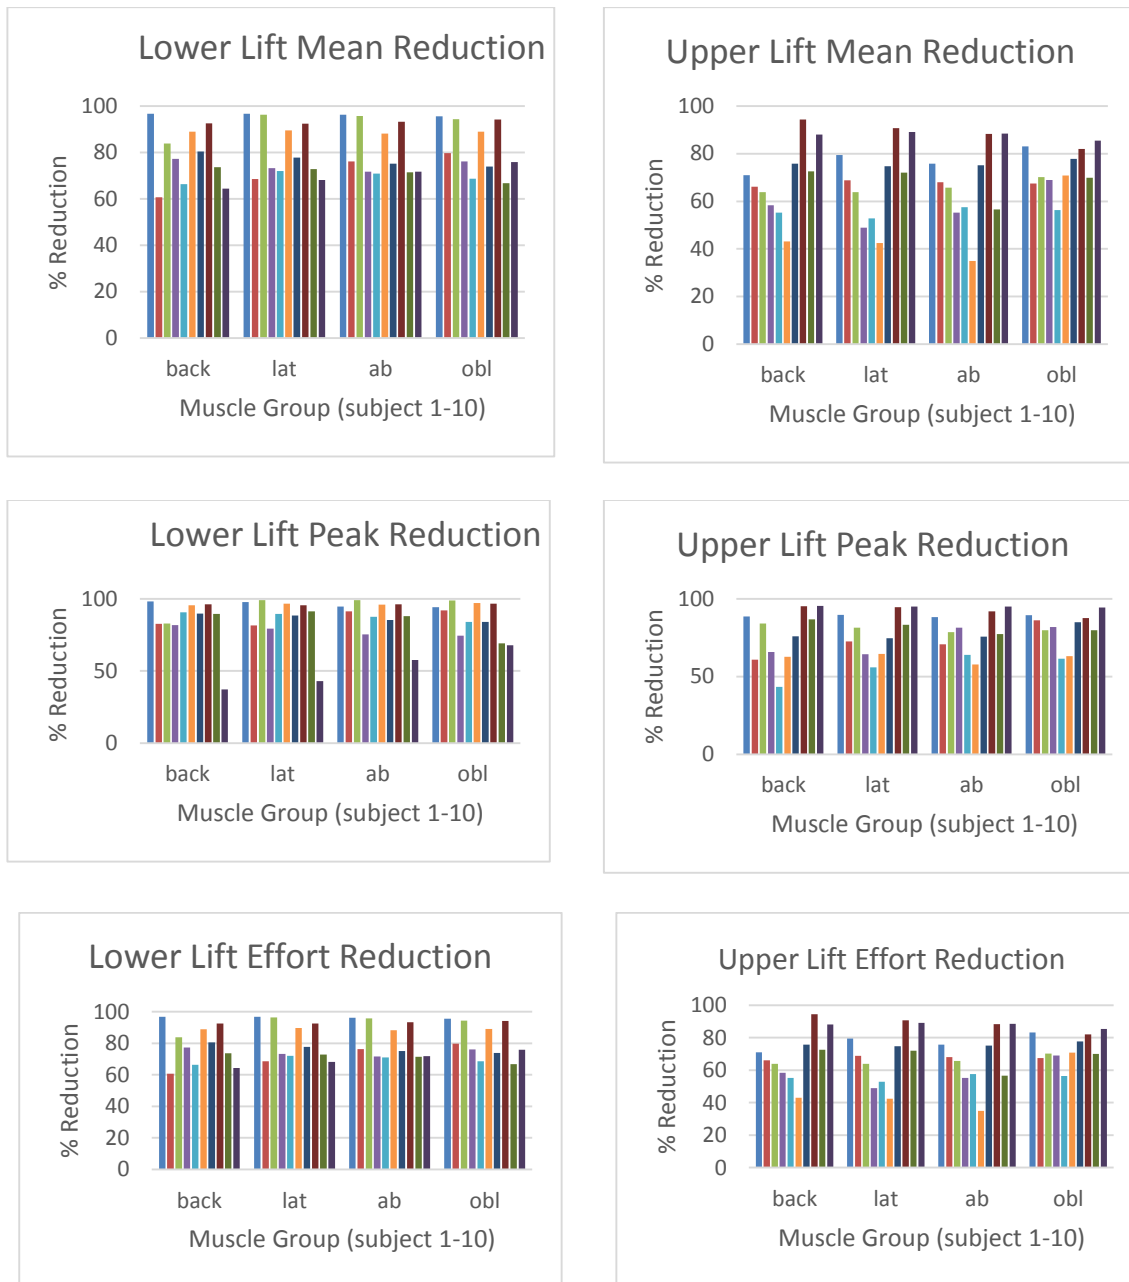 Lower Lift Mean Reduction
% Reduction
100
80
60
40
20
0
back lat ab obl
Muscle Group (subject 1-10)
Upper Lift Mean Reduction
% Reduction
100
80
60
40
20
0
back lat ab obl
Muscle Group (subject 1-10)
Lower Lift Peak Reduction
% Reduction
100
50
0
back lat ab obl
Muscle Group (subject 1-10)
Upper Lift Peak Reduction
% Reduction
100
50
0
back lat ab obl
Muscle Group (subject 1-10)
Lower Lift Effort Reduction
% Reduction
100
80
60
40
20
0
back lat ab obl
Muscle Group (subject 1-10)
Upper Lift Effort Reduction
% Reduction
100
80
60
40
20
0
back lat ab obl
Muscle Group (subject 1-10)